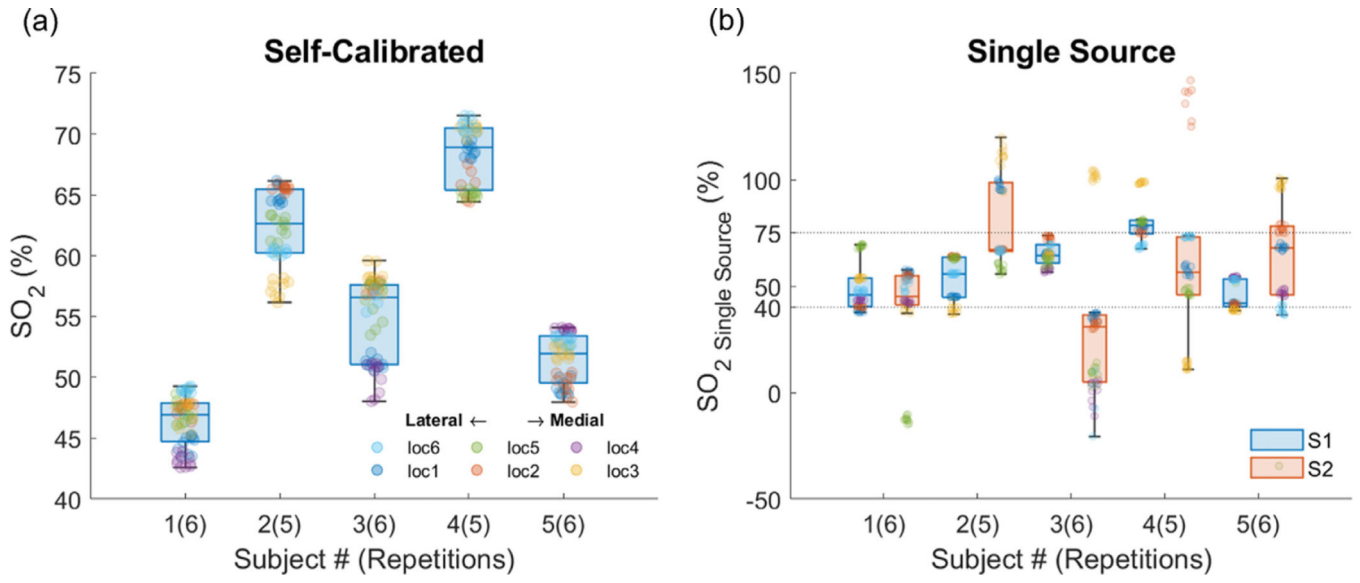 (a)
Self-Calibrated
75
70
65
60
55
50
45
40
SO2 (%)
Lateral ← → Medial
loc6 loc5 loc4
loc1 loc2 loc3
1(6) 2(5) 3(6) 4(5) 5(6)
Subject # (Repetitions)
(b)
Single Source
150
100
75
50
40
0
-50
SO2 Single Source (%)
S1
S2
1(6) 2(5) 3(6) 4(5) 5(6)
Subject # (Repetitions)